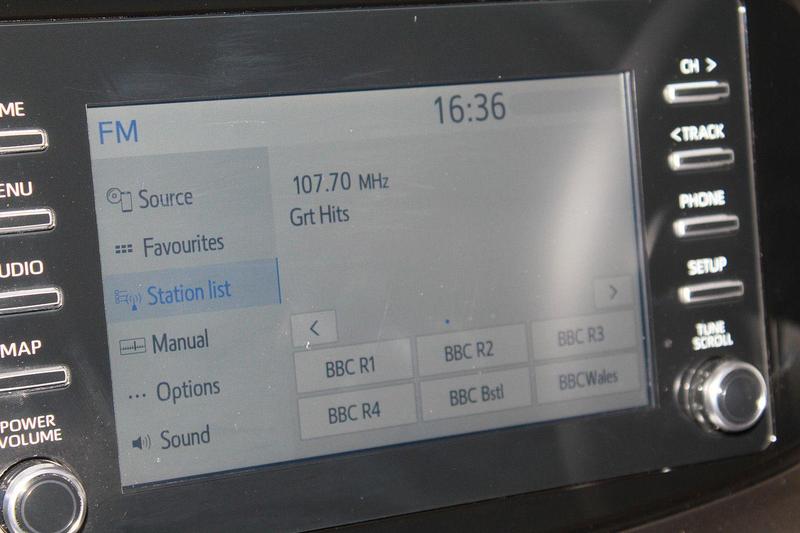 FM
16:36
Source
Favourites
Station list
Manual
Options
Sound
107.70 MHz
Grt Hits
<
>
BBC R1
BBC R2
BBC R3
BBC R4
BBC Bstl
BBCWales
ME
ENU
UDIO
MAP
POWER
VOLUME
CH >
<TRACK
PHONE
SETUP
TUNE
SCROLL